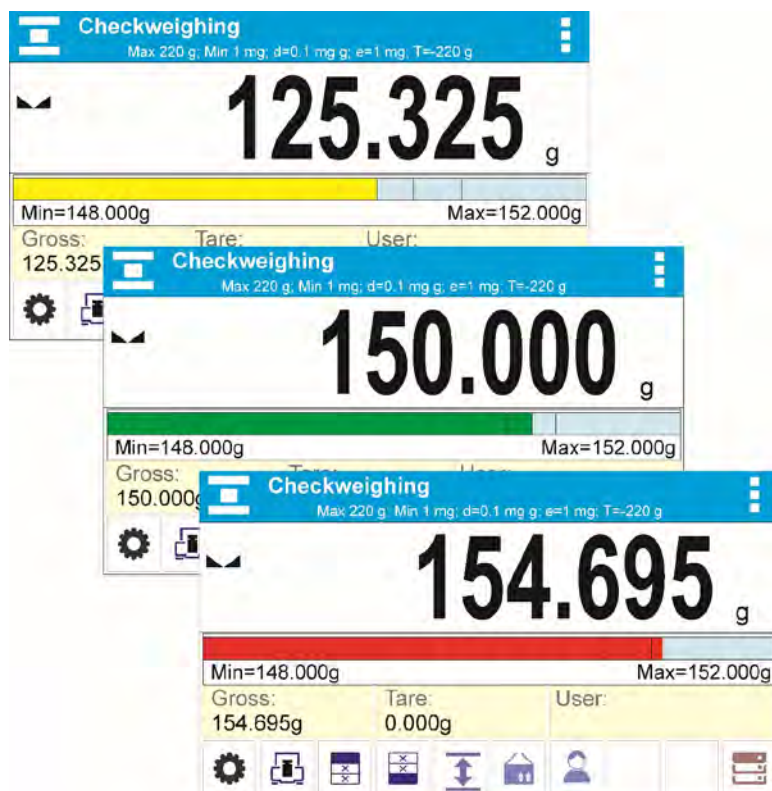 Checkweighing
Max 220 g; Min 1 mg; d=0.1 mg g; e=1 mg; T=-220 g
125.325 g
Min=148.000g Max=152.000g
Gross: Tare: User:
125.325
Checkweighing
Max 220 g; Min 1 mg; d=0.1 mg g; e=1 mg; T=-220 g
150.000 g
Min=148.000g Max=152.000g
Gross: Tare: User:
150.000g
Checkweighing
Max 220 g; Min 1 mg; d=0.1 mg g; e=1 mg; T=-220 g
154.695 g
Min=148.000g Max=152.000g
Gross: Tare: User:
154.695g 0.000g